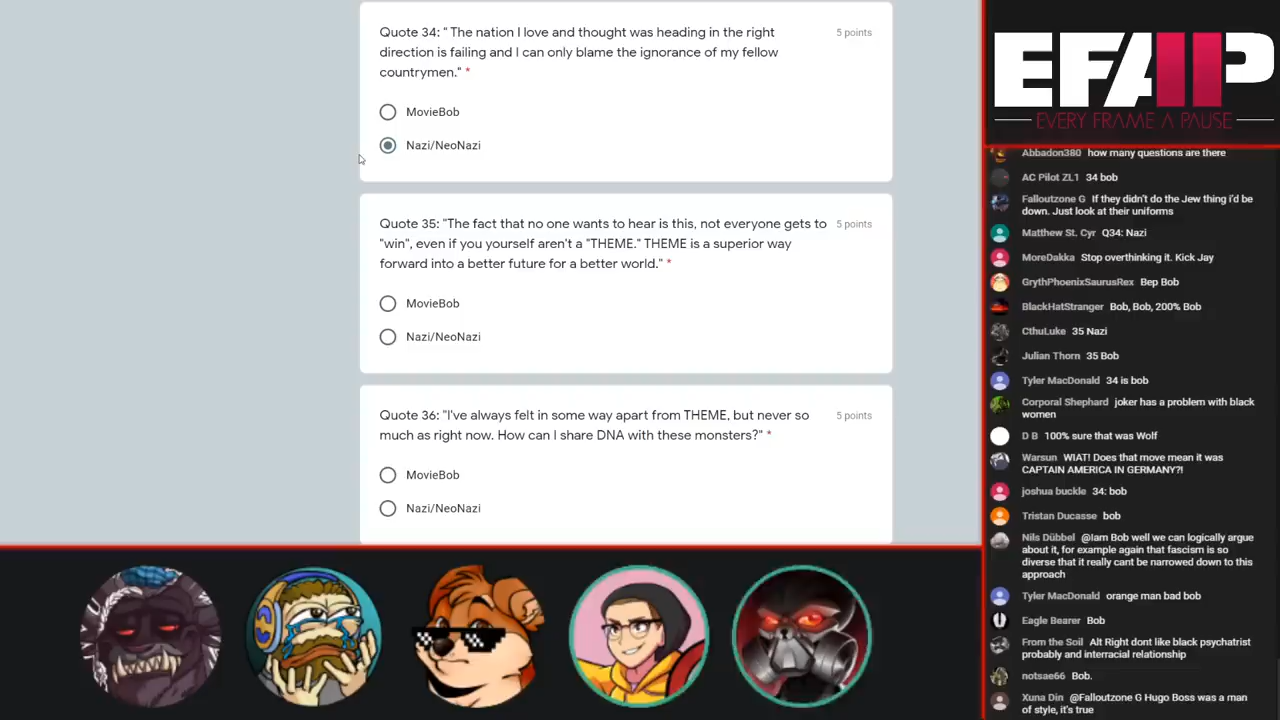 Quote 34: " The nation I love and thought was heading in the right
direction is failing and I can only blame the ignorance of my fellow
countrymen." *
5 points
MovieBob
Nazi/NeoNazi
Quote 35: "The fact that no one wants to hear is this, not everyone gets to
"win", even if you yourself aren't a "THEME." THEME is a superior way
forward into a better future for a better world." *
5 points
MovieBob
Nazi/NeoNazi
Quote 36: "I've always felt in some way apart from THEME, but never so
much as right now. How can I share DNA with these monsters?" *
5 points
MovieBob
Nazi/NeoNazi
EFAP
EVERY FRAME A PAUSE
Abbadon380 how many questions are there
AC Pilot ZL1 34 bob
Falloutzone G If they didn't do the Jew thing i'd be
down. Just look at their uniforms
Matthew St. Cyr Q34: Nazi
MoreDakka Stop overthinking it. Kick Jay
GrythPhoenixSaurusRex Bep Bob
BlackHatStranger Bob, Bob, 200% Bob
CthuLuke 35 Nazi
Julian Thorn 35 Bob
Tyler MacDonald 34 is bob
Corporal Shephard joker has a problem with black
women
D B 100% sure that was Wolf
Warsun WIAT! Does that move mean it was
CAPTAIN AMERICA IN GERMANY?!
joshua buckle 34: bob
Tristan Ducasse bob
Nils Dübbel @Iam Bob well we can logically argue
about it, for example again that fascism is so
diverse that it really cant be narrowed down to this
approach
Tyler MacDonald orange man bad bob
Eagle Bearer Bob
From the Soil Alt Right dont like black psychatrist
probably and interracial relationship
notsae66 Bob.
Xuna Din @Falloutzone G Hugo Boss was a man
of style, it's true